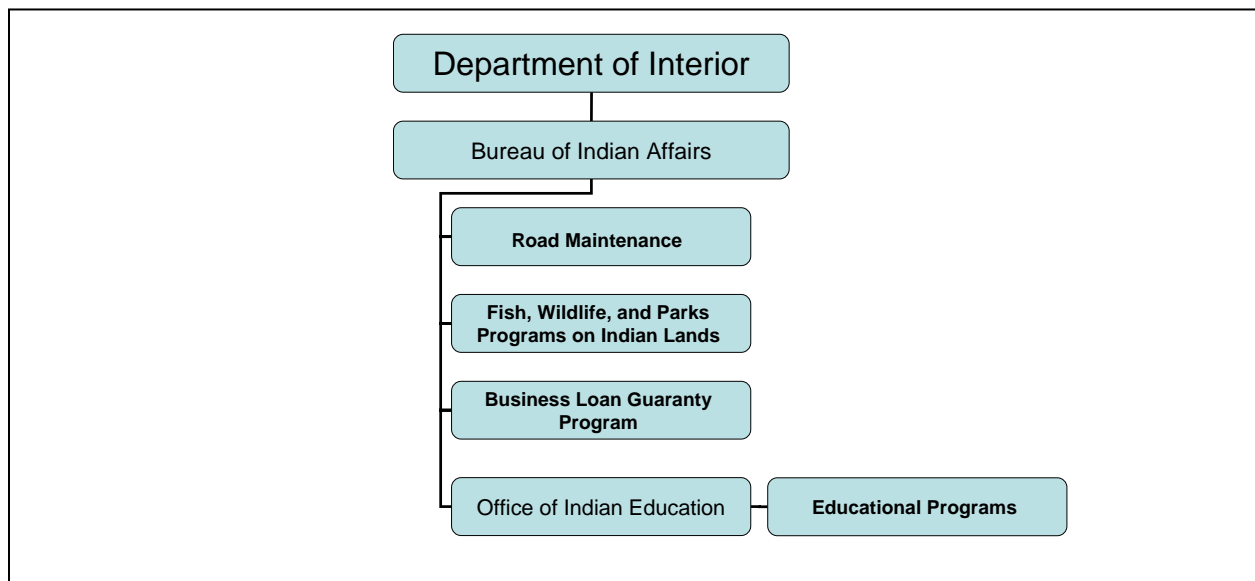 Department of Interior
Bureau of Indian Affairs
Road Maintenance
Fish, Wildlife, and Parks
Programs on Indian Lands
Business Loan Guaranty
Program
Office of Indian Education
Educational Programs